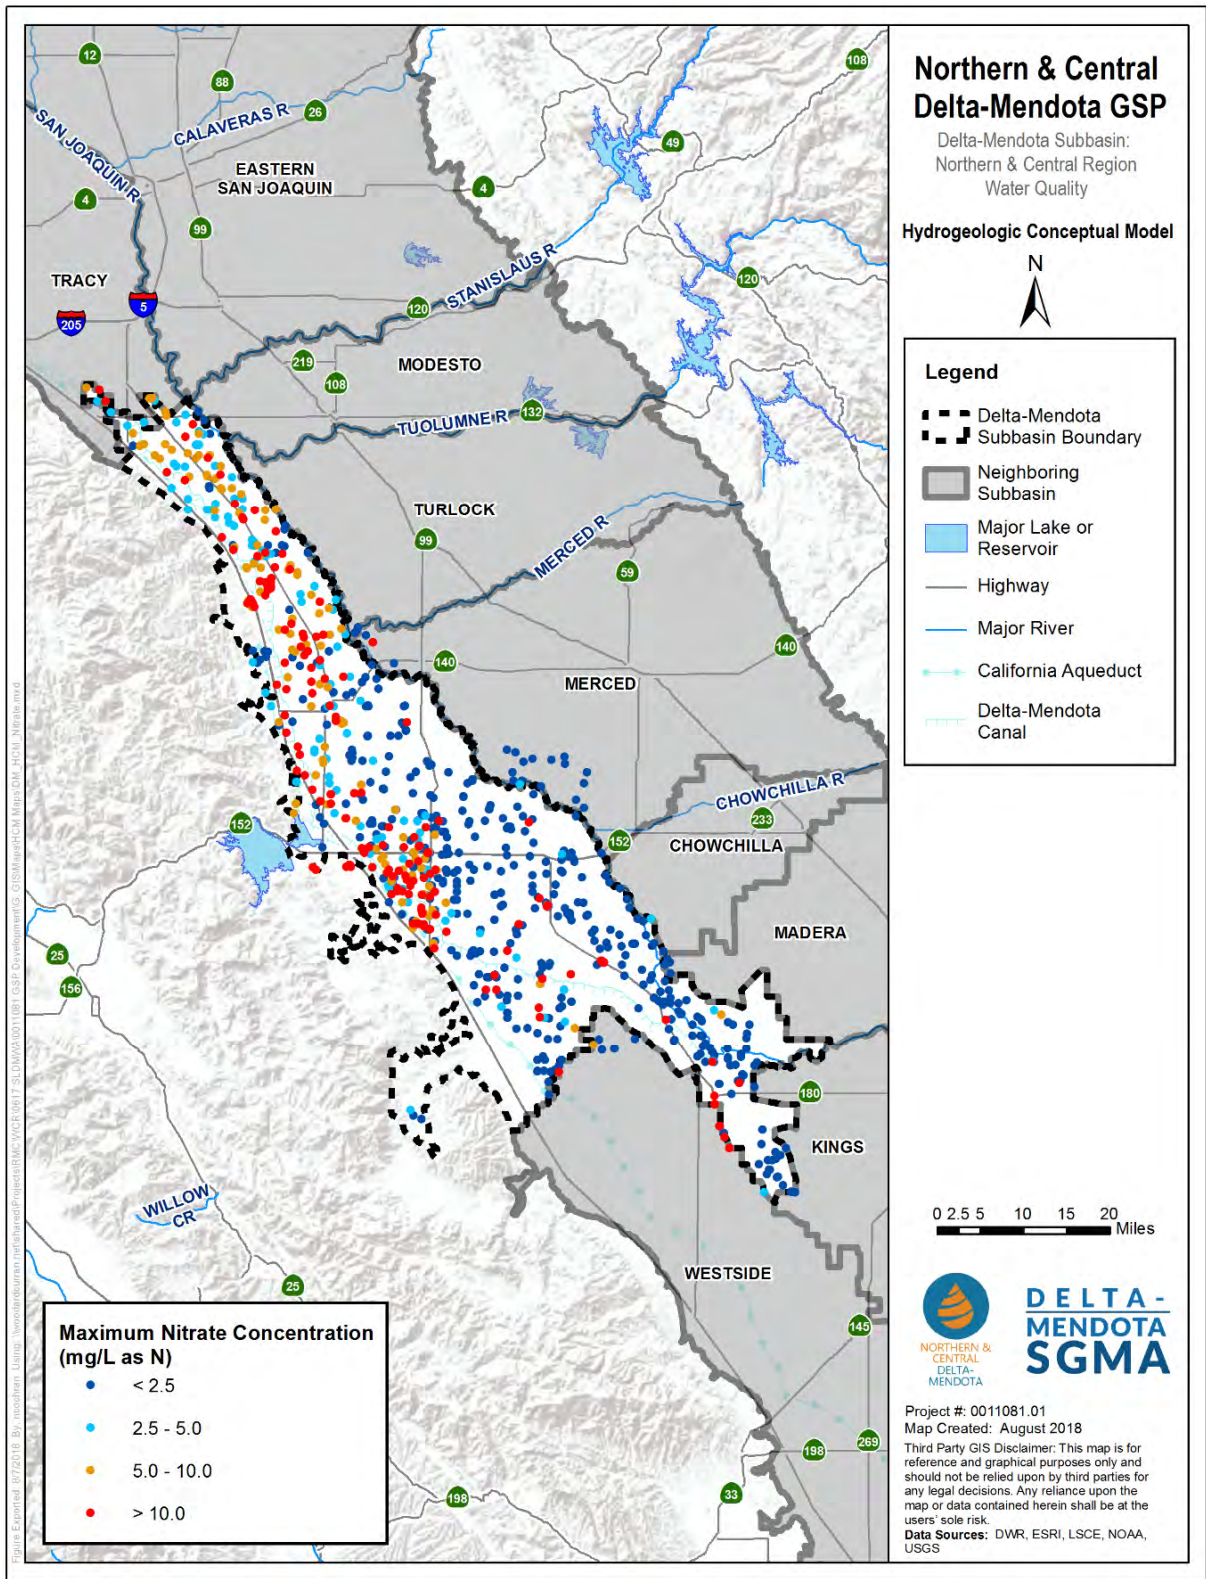 Northern & Central
Delta-Mendota GSP
Delta-Mendota Subbasin:
Northern & Central Region
Water Quality
Hydrogeologic Conceptual Model
N
Legend
Delta-Mendota
Subbasin Boundary
Neighboring
Subbasin
Major Lake or
Reservoir
Highway
Major River
California Aqueduct
Delta-Mendota
Canal
12
88
26
108
49
SAN JOAQUIN R
CALAVERAS R
EASTERN
SAN JOAQUIN
4
4
99
TRACY
5
205
STANISLAUS R
120
120
219
108
MODESTO
TUOLUMNE R
132
TURLOCK
99
MERCED R
59
140
140
MERCED
CHOWCHILLA R
233
152
152
CHOWCHILLA
MADERA
25
156
180
KINGS
WILLOW
CR
WESTSIDE
25
145
198
269
33
198
Maximum Nitrate Concentration
(mg/L as N)
< 2.5
2.5 - 5.0
5.0 - 10.0
> 10.0
0 2.5 5 10 15 20
Miles
NORTHERN &
CENTRAL
DELTA-
MENDOTA
DELTA-
MENDOTA
SGMA
Project #: 0011081.01
Map Created: August 2018
Third Party GIS Disclaimer: This map is for
reference and graphical purposes only and
should not be relied upon by third parties for
any legal decisions. Any reliance upon the
map or data contained herein shall be at the
users' sole risk.
Data Sources: DWR, ESRI, LSCE, NOAA,
USGS